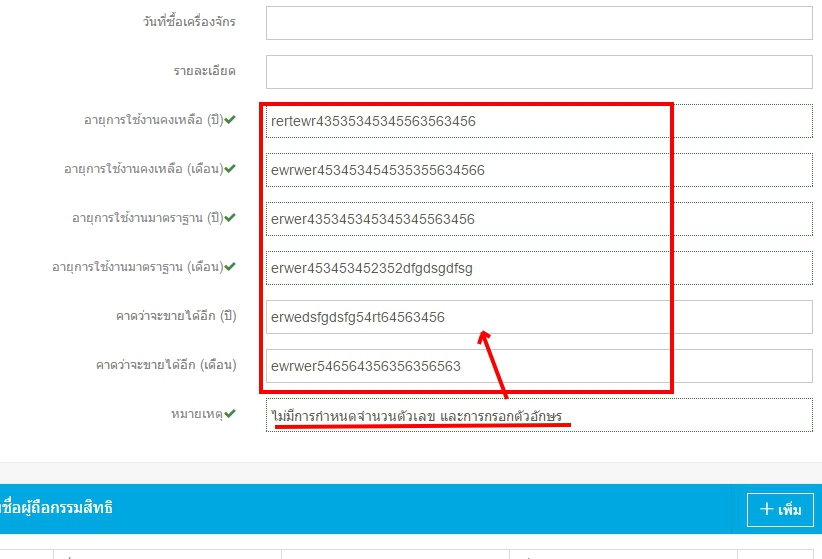 วันที่ซื้อเครื่องจักร
รายละเอียด
อายุการใช้งานคงเหลือ (ปี) rertewr43535345345563563456
อายุการใช้งานคงเหลือ (เดือน) ewrwer453453454535355634566
อายุการใช้งานมาตราฐาน (ปี) erwer435345345345345563456
อายุการใช้งานมาตราฐาน (เดือน) erwer453453452352dfgdsgdfsg
คาดว่าจะขายได้อีก (ปี) erwedsfgdsfg54rt64563456
คาดว่าจะขายได้อีก (เดือน) ewrwer546564356356356563
หมายเหตุ ไม่มีการกำหนดจำนวนตัวเลข และการกรอกตัวอักษร
ชื่อผู้ถือกรรมสิทธิ
+ เพิ่ม